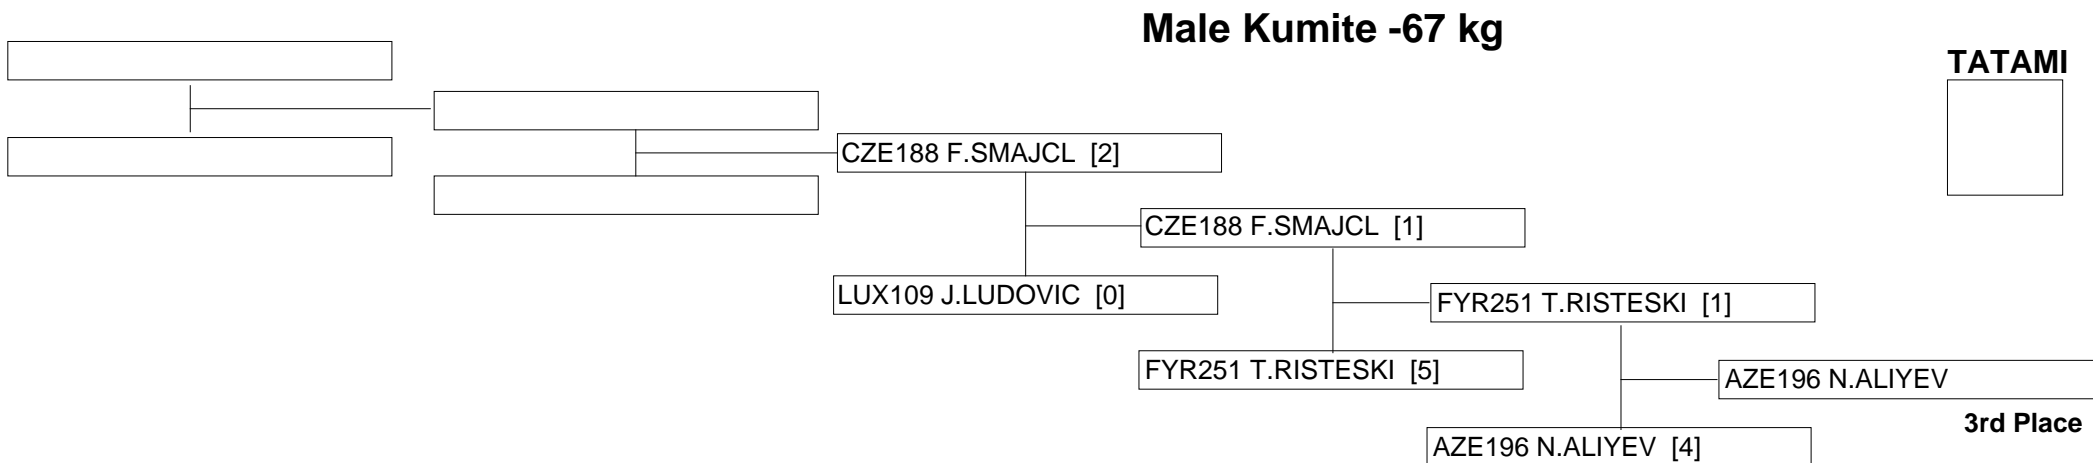 Male Kumite -67 kg
TATAMI
CZE188 F.SMAJCL [2]
CZE188 F.SMAJCL [1]
LUX109 J.LUDOVIC [0]
FYR251 T.RISTESKI [1]
FYR251 T.RISTESKI [5]
AZE196 N.ALIYEV
3rd Place
AZE196 N.ALIYEV [4]